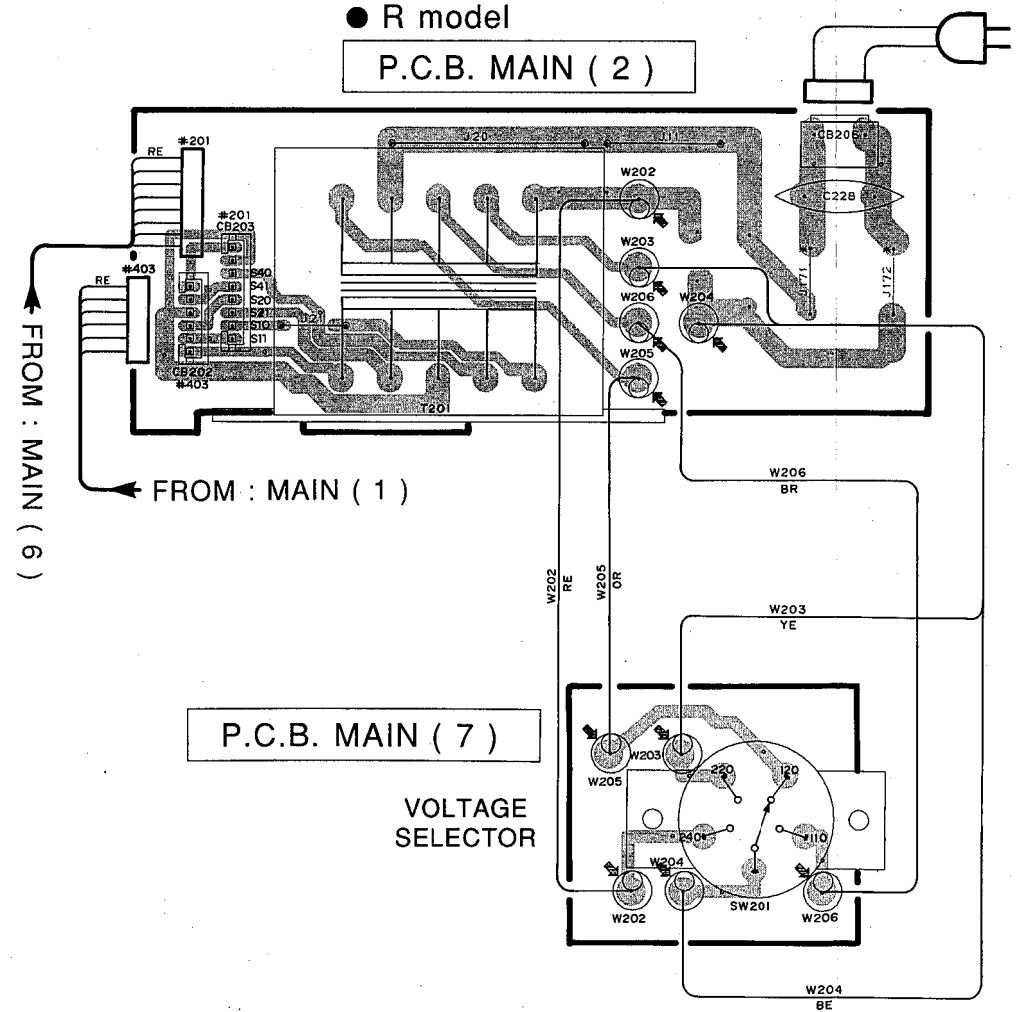 ● R model
P.C.B. MAIN ( 2 )
#201
RE
J20
J11
CB206
W202
C228
#201
CB203
W203
RE
#403
S40
S4
S20
S21
S10
S11
J171
J172
W206
W204
CB202
#403
W205
T201
FROM : MAIN ( 6 )
FROM : MAIN ( 1 )
W206
BR
W202
RE
W205
OR
W203
YE
P.C.B. MAIN ( 7 )
W203
W205
220
120
VOLTAGE
SELECTOR
240
110
W204
W202
SW201
W206
W204
BE